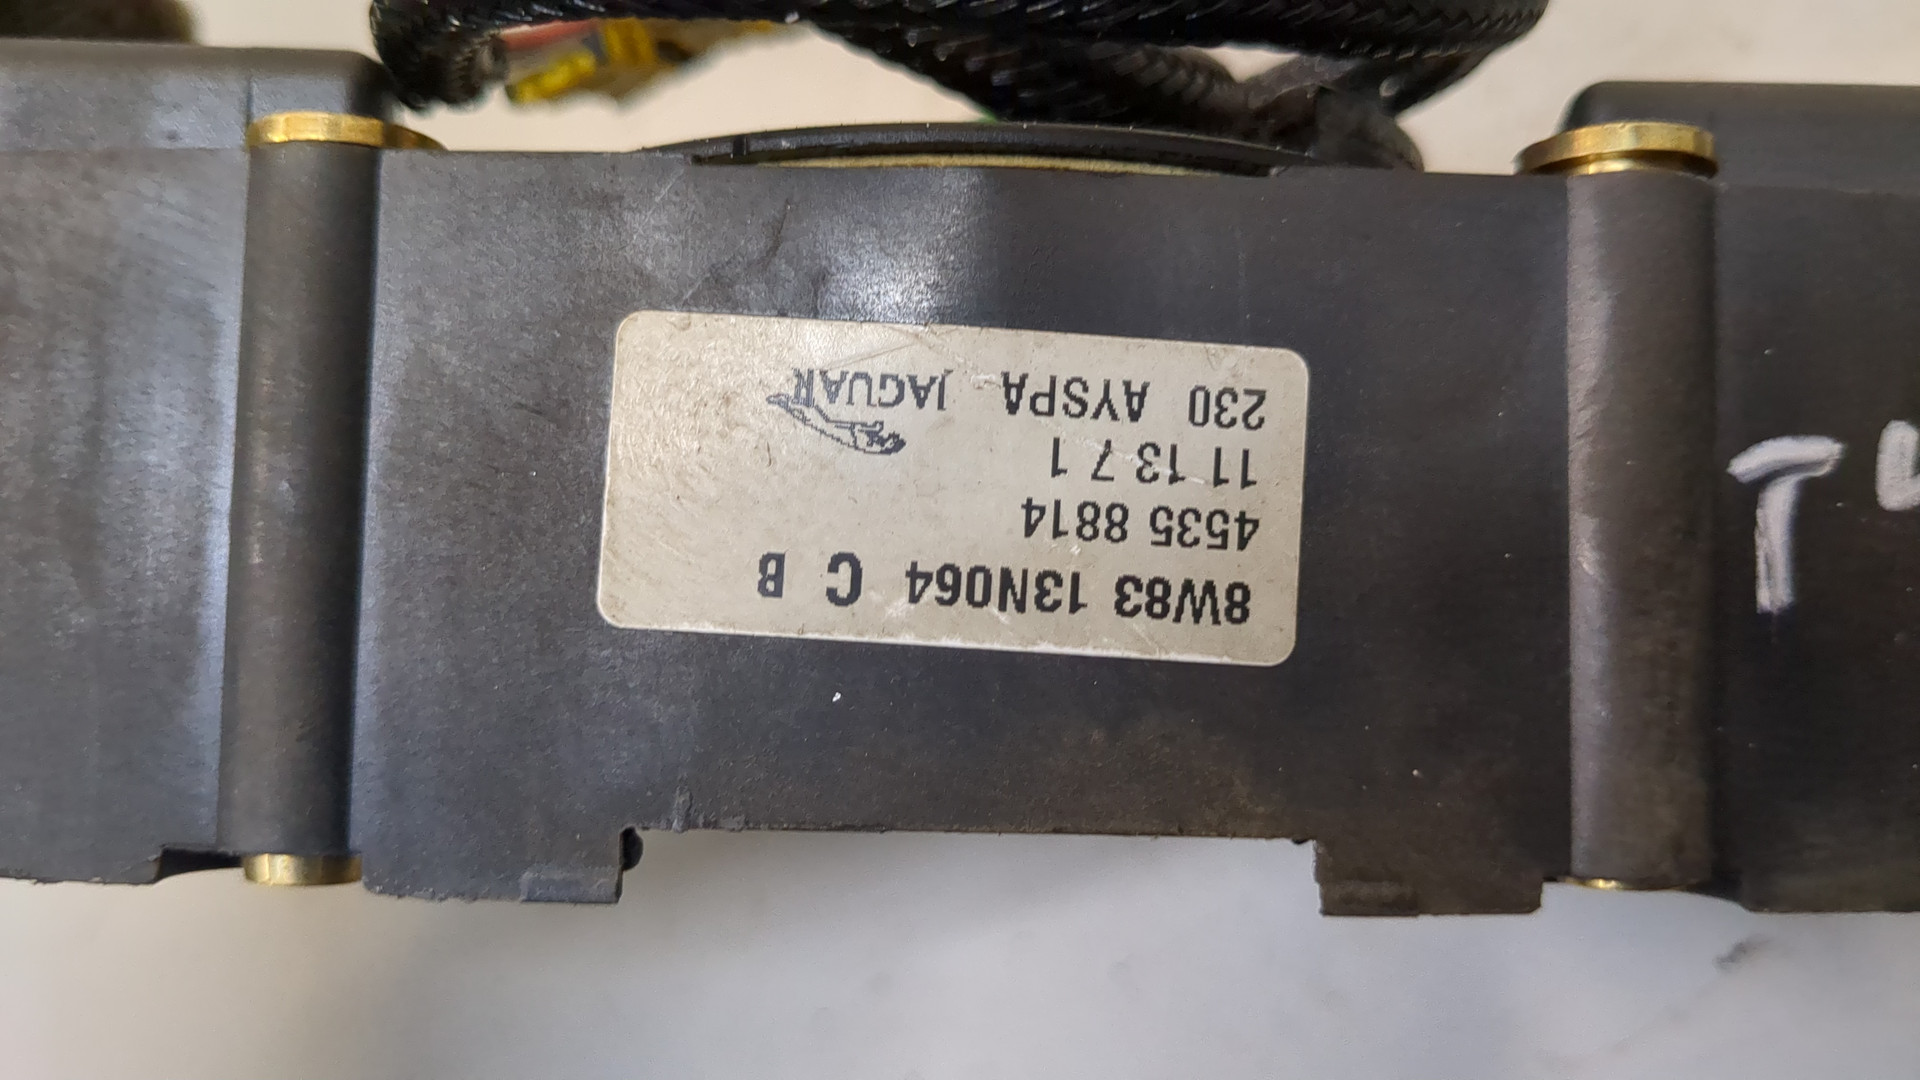 8W83 13N064 C B
4535 8814
11 13 7 1
230 AYSPA JAGUAR